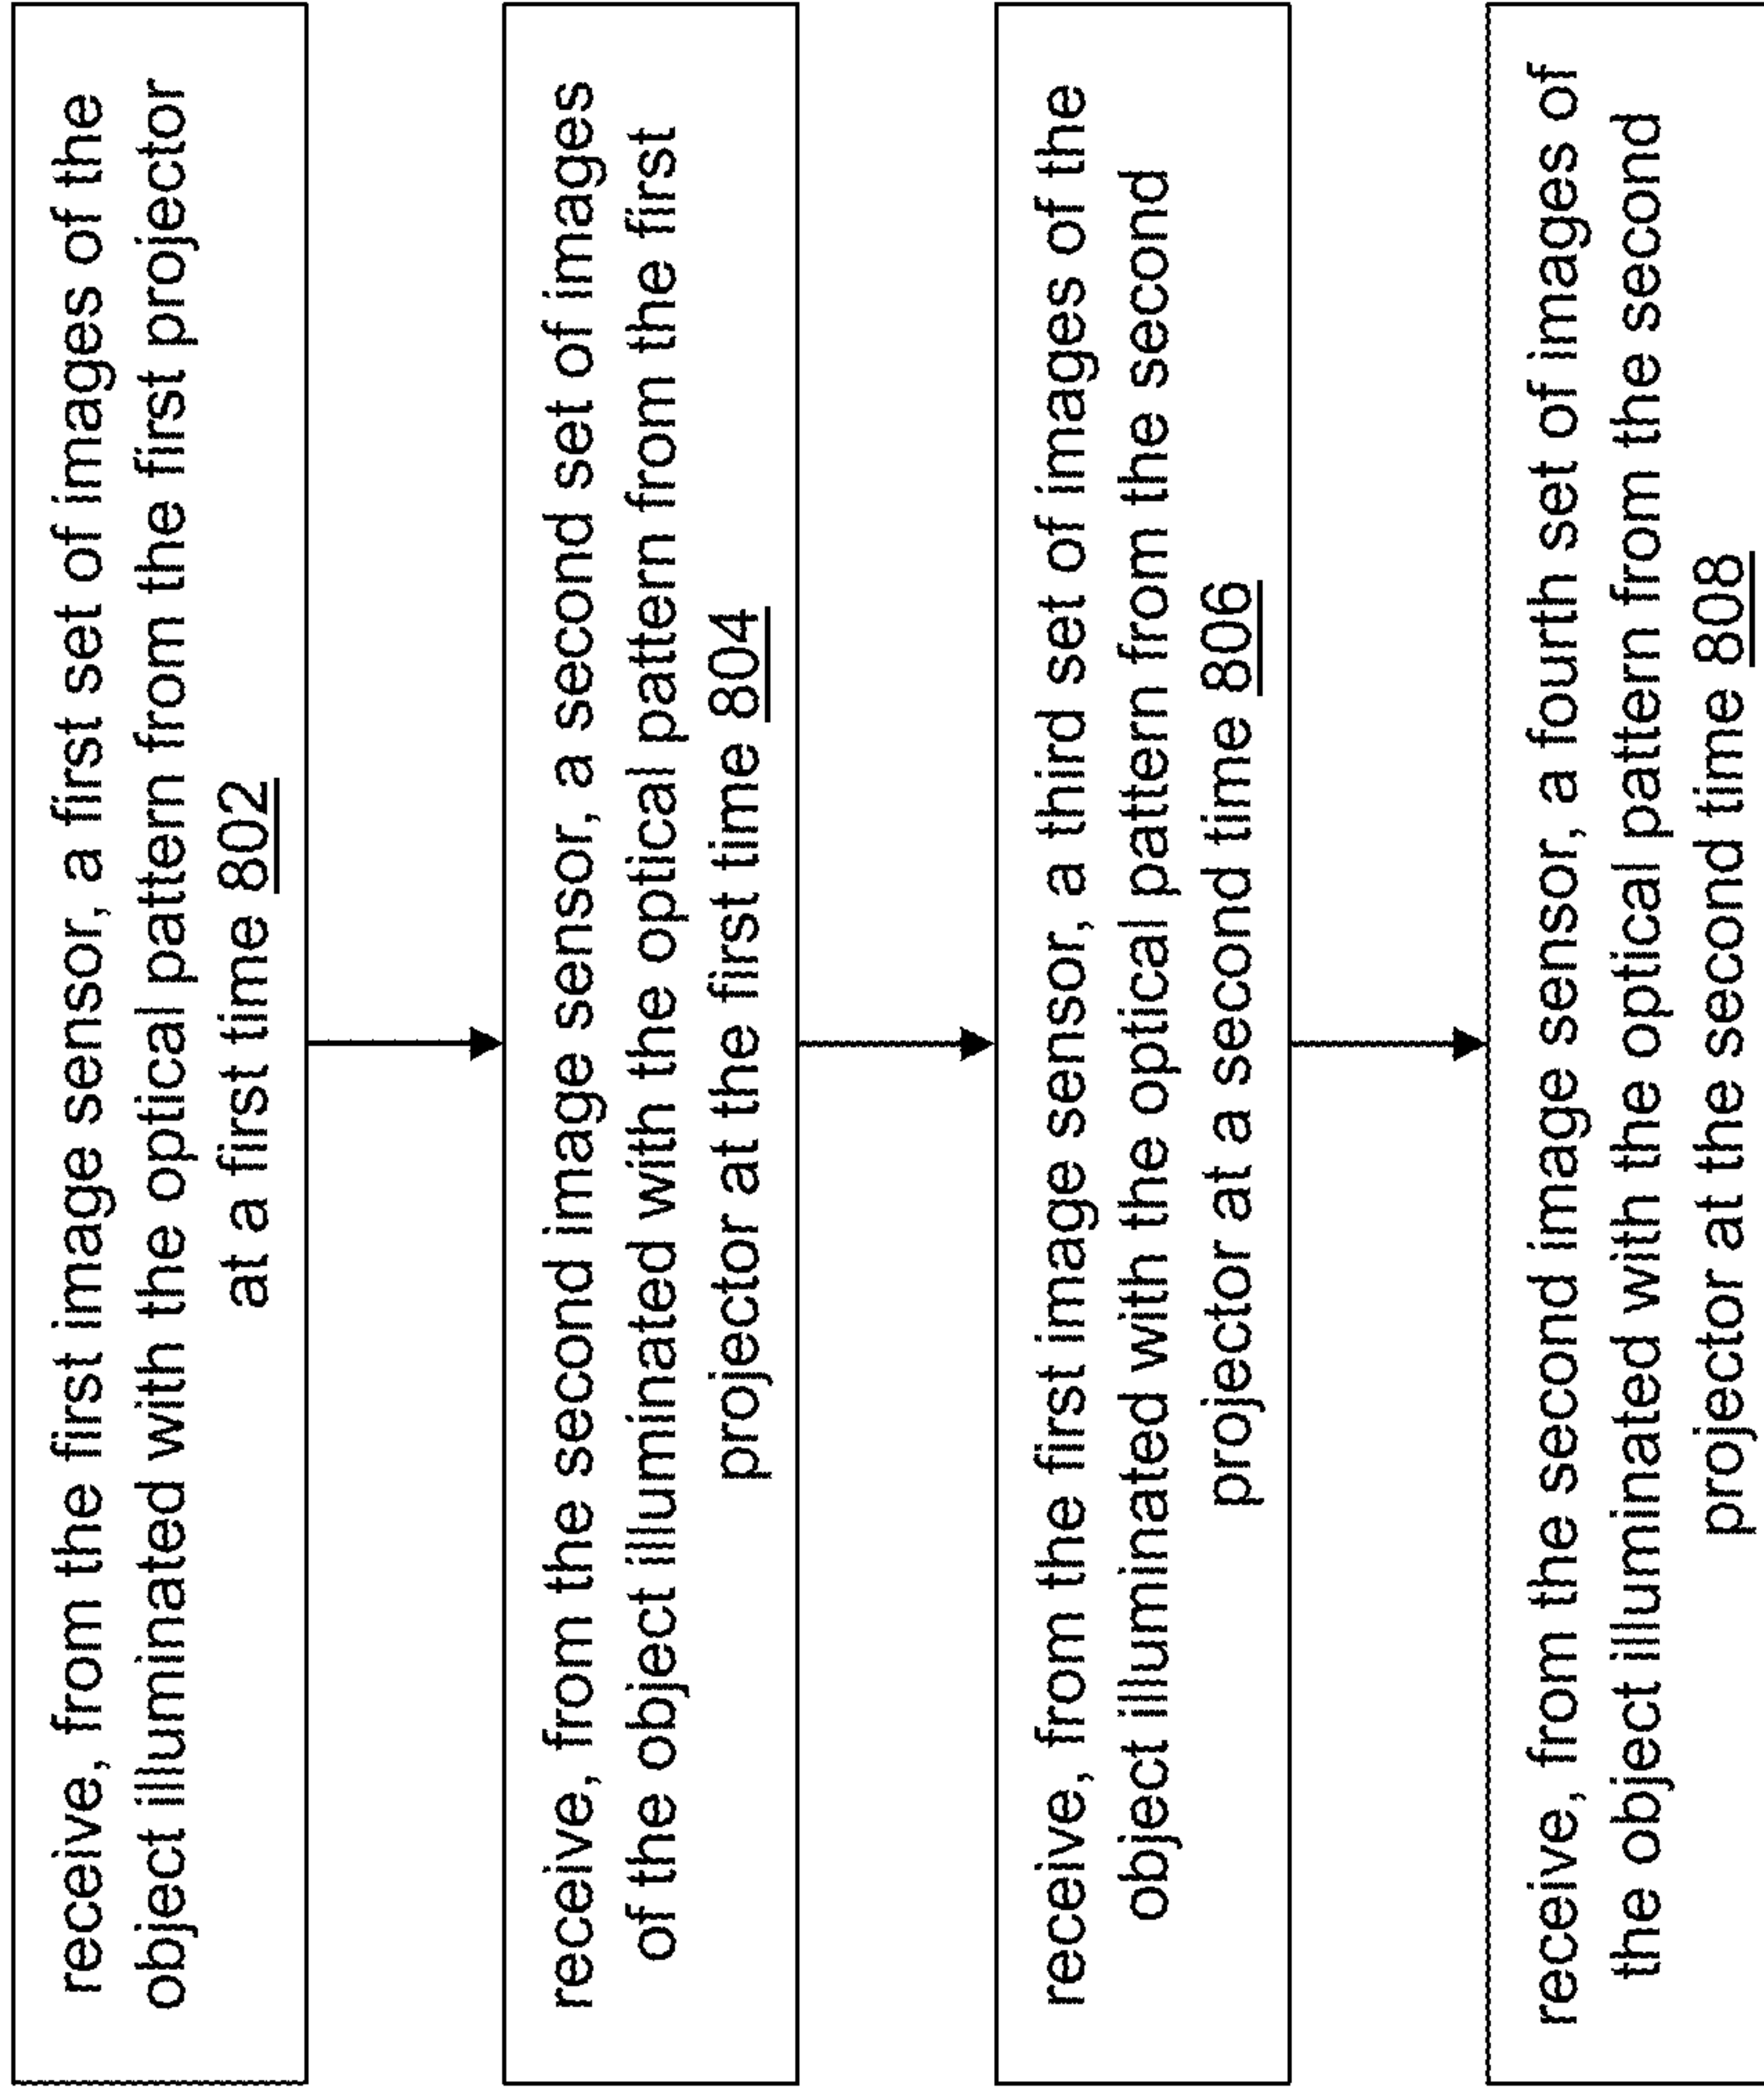 receive, from the first image sensor, a first set of images of the
object illuminated with the optical pattern from the first projector
at a first time 802
receive, from the second image sensor, a second set of images
of the object illuminated with the optical pattern from the first
projector at the first time 804
receive, from the first image sensor, a third set of images of the
object illuminated with the optical pattern from the second
projector at a second time 806
receive, from the second image sensor, a fourth set of images of
the object illuminated with the optical pattern from the second
projector at the second time 808